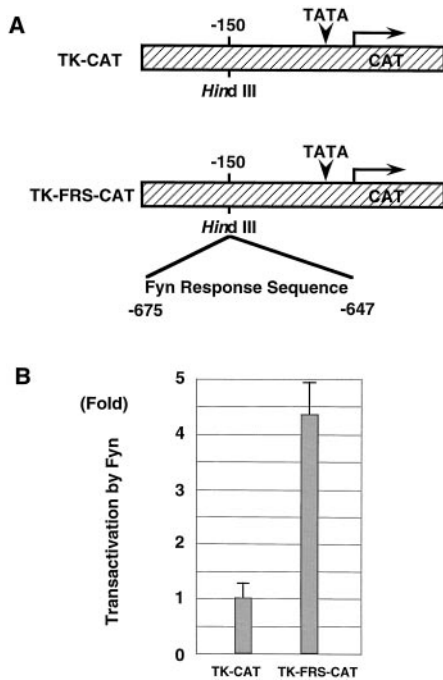 A
-150
TATA
TK-CAT
CAT
Hind III
-150
TATA
TK-FRS-CAT
CAT
Hind III
Fyn Response Sequence
-675
-647
B
(Fold)
Transactivation by Fyn
5
4
3
2
1
0
TK-CAT
TK-FRS-CAT